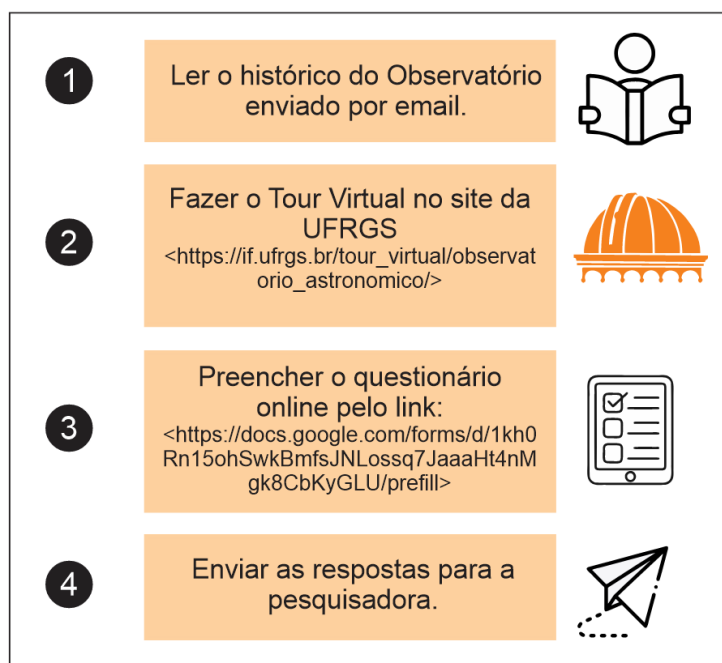 1
Ler o histórico do Observatório
enviado por email.
2
Fazer o Tour Virtual no site da
UFRGS
<https://if.ufrgs.br/tour_virtual/observat
orio_astronomico/>
3
Preencher o questionário
online pelo link:
<https://docs.google.com/forms/d/1kh0
Rn15ohSwkBmfsJNLossq7JaaaHt4nM
gk8CbKyGLU/prefill>
4
Enviar as respostas para a
pesquisadora.